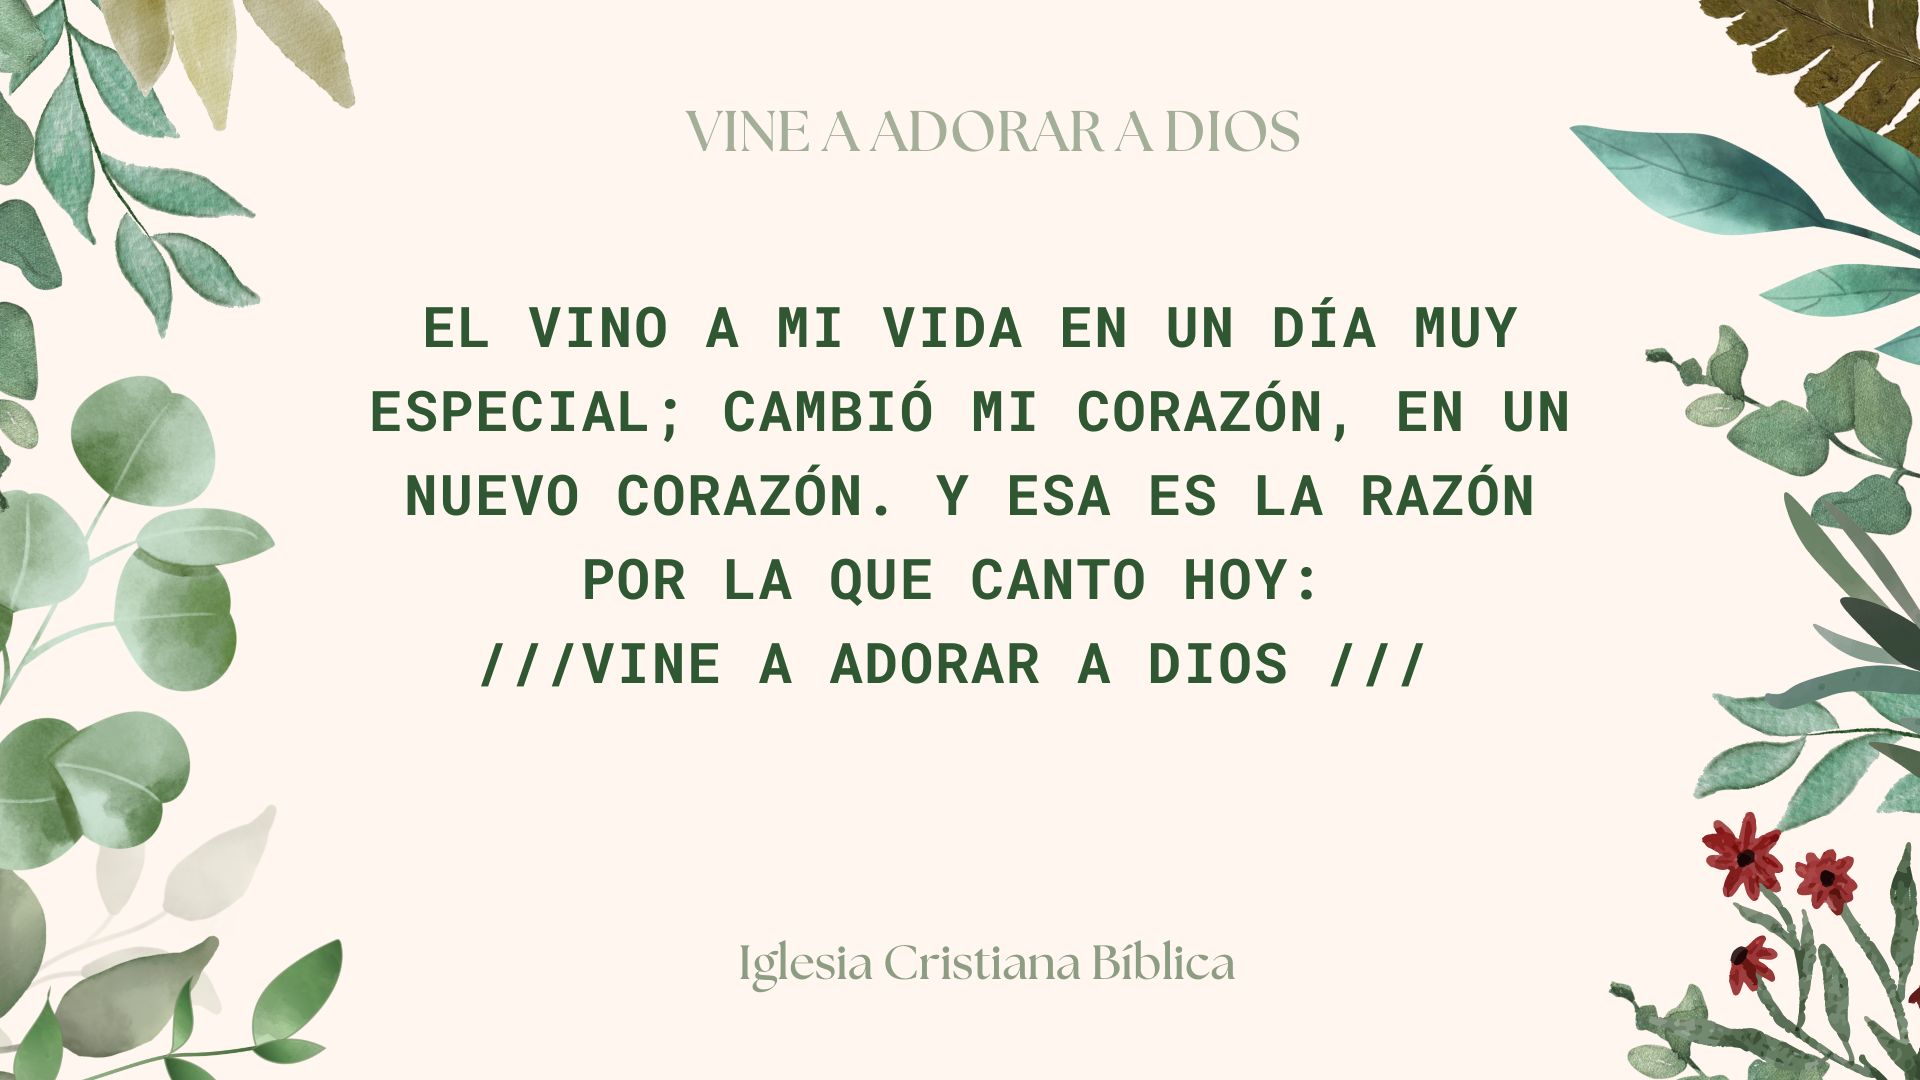 VINE A ADORAR A DIOS
EL VINO A MI VIDA EN UN DÍA MUY
ESPECIAL; CAMBIÓ MI CORAZÓN, EN UN
NUEVO CORAZÓN. Y ESA ES LA RAZÓN
POR LA QUE CANTO HOY:
///VINE A ADORAR A DIOS ///
Iglesia Cristiana Bíblica